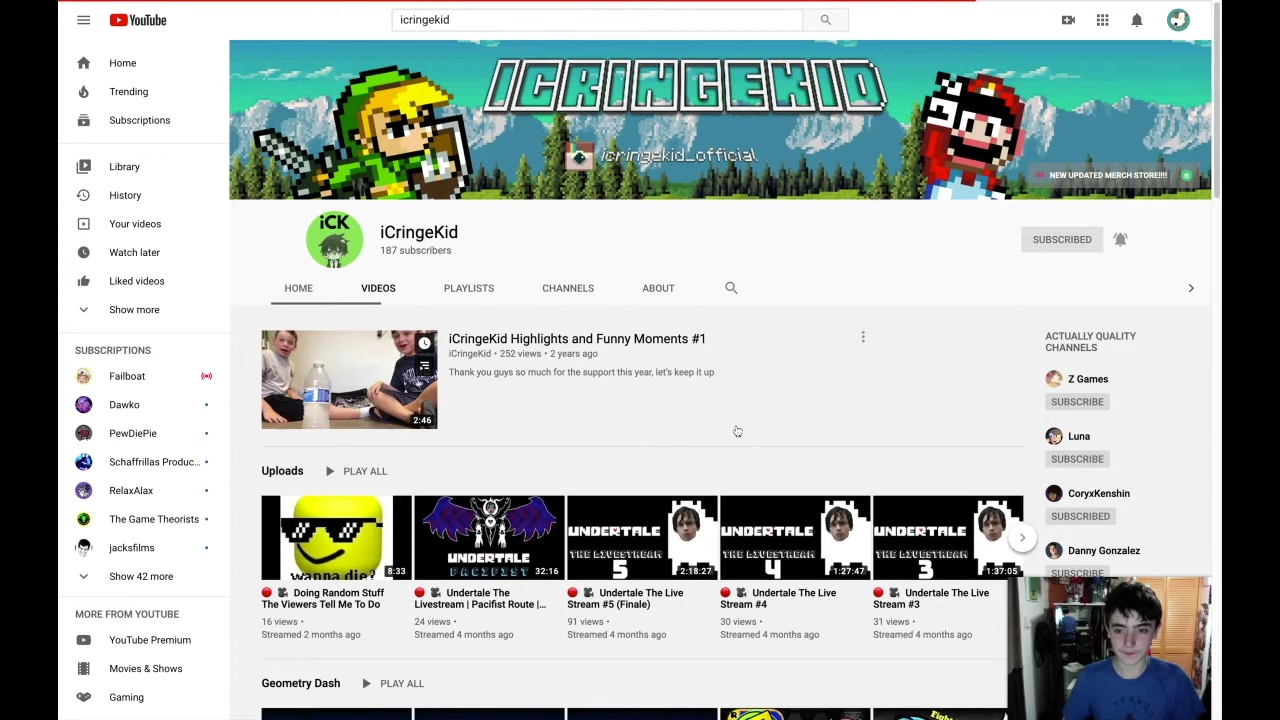 YouTube
icringekid
Home
Trending
Subscriptions
Library
History
Your videos
Watch later
Liked videos
Show more
SUBSCRIPTIONS
Failboat
Dawko
PewDiePie
Schaffrillas Produc...
RelaxAlax
The Game Theorists
jacksfilms
Show 42 more
MORE FROM YOUTUBE
YouTube Premium
Movies & Shows
Gaming
ICRINGEKID
icringekid_official
NEW UPDATED MERCH STORE!!!!
iCK
iCringeKid
187 subscribers
SUBSCRIBED
HOME
VIDEOS
PLAYLISTS
CHANNELS
ABOUT
2:46
iCringeKid Highlights and Funny Moments #1
iCringeKid • 252 views • 2 years ago
Thank you guys so much for the support this year, let's keep it up
Uploads
PLAY ALL
wanna die?
8:33
Doing Random Stuff
The Viewers Tell Me To Do
16 views •
Streamed 2 months ago
UNDERTALE
PACIFIST
32:16
Undertale The
Livestream | Pacifist Route |...
24 views •
Streamed 4 months ago
UNDERTALE
THE LIVESTREAM
5
2:18:27
Undertale The Live
Stream #5 (Finale)
91 views •
Streamed 4 months ago
UNDERTALE
THE LIVESTREAM
4
1:27:47
Undertale The Live
Stream #4
30 views •
Streamed 4 months ago
UNDERTALE
THE LIVESTREAM
3
1:37:05
Undertale The Live
Stream #3
31 views •
Streamed 4 months ago
Geometry Dash
PLAY ALL
ACTUALLY QUALITY
CHANNELS
Z Games
SUBSCRIBE
Luna
SUBSCRIBE
CoryxKenshin
SUBSCRIBED
Danny Gonzalez
SUBSCRIBE